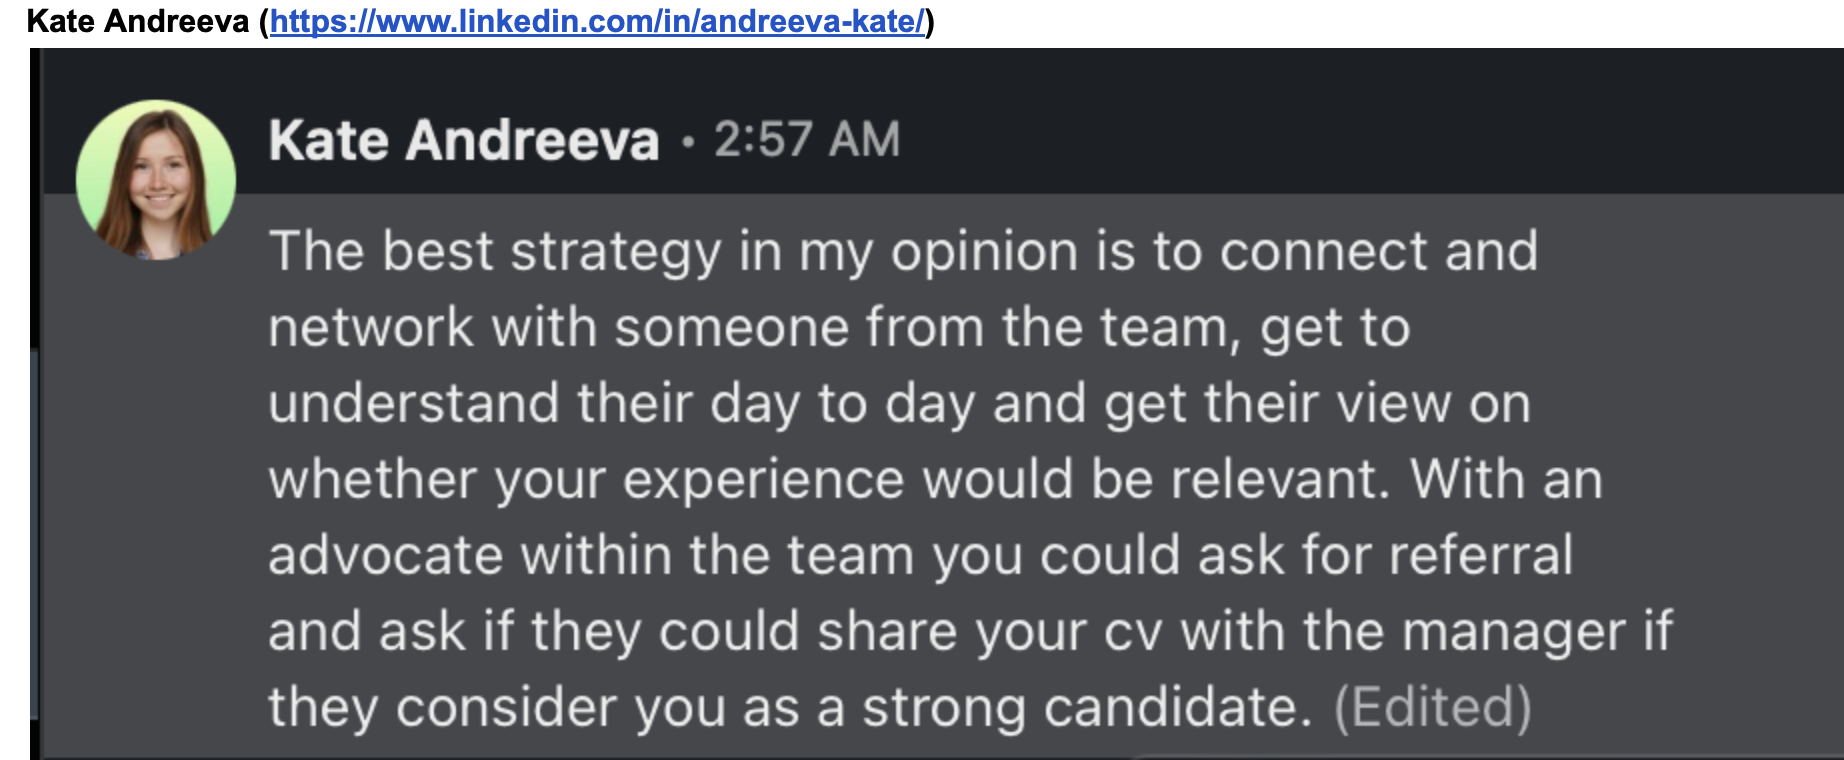 Kate Andreeva (https://www.linkedin.com/in/andreeva-kate/)
Kate Andreeva • 2:57 AM
The best strategy in my opinion is to connect and
network with someone from the team, get to
understand their day to day and get their view on
whether your experience would be relevant. With an
advocate within the team you could ask for referral
and ask if they could share your cv with the manager if
they consider you as a strong candidate. (Edited)